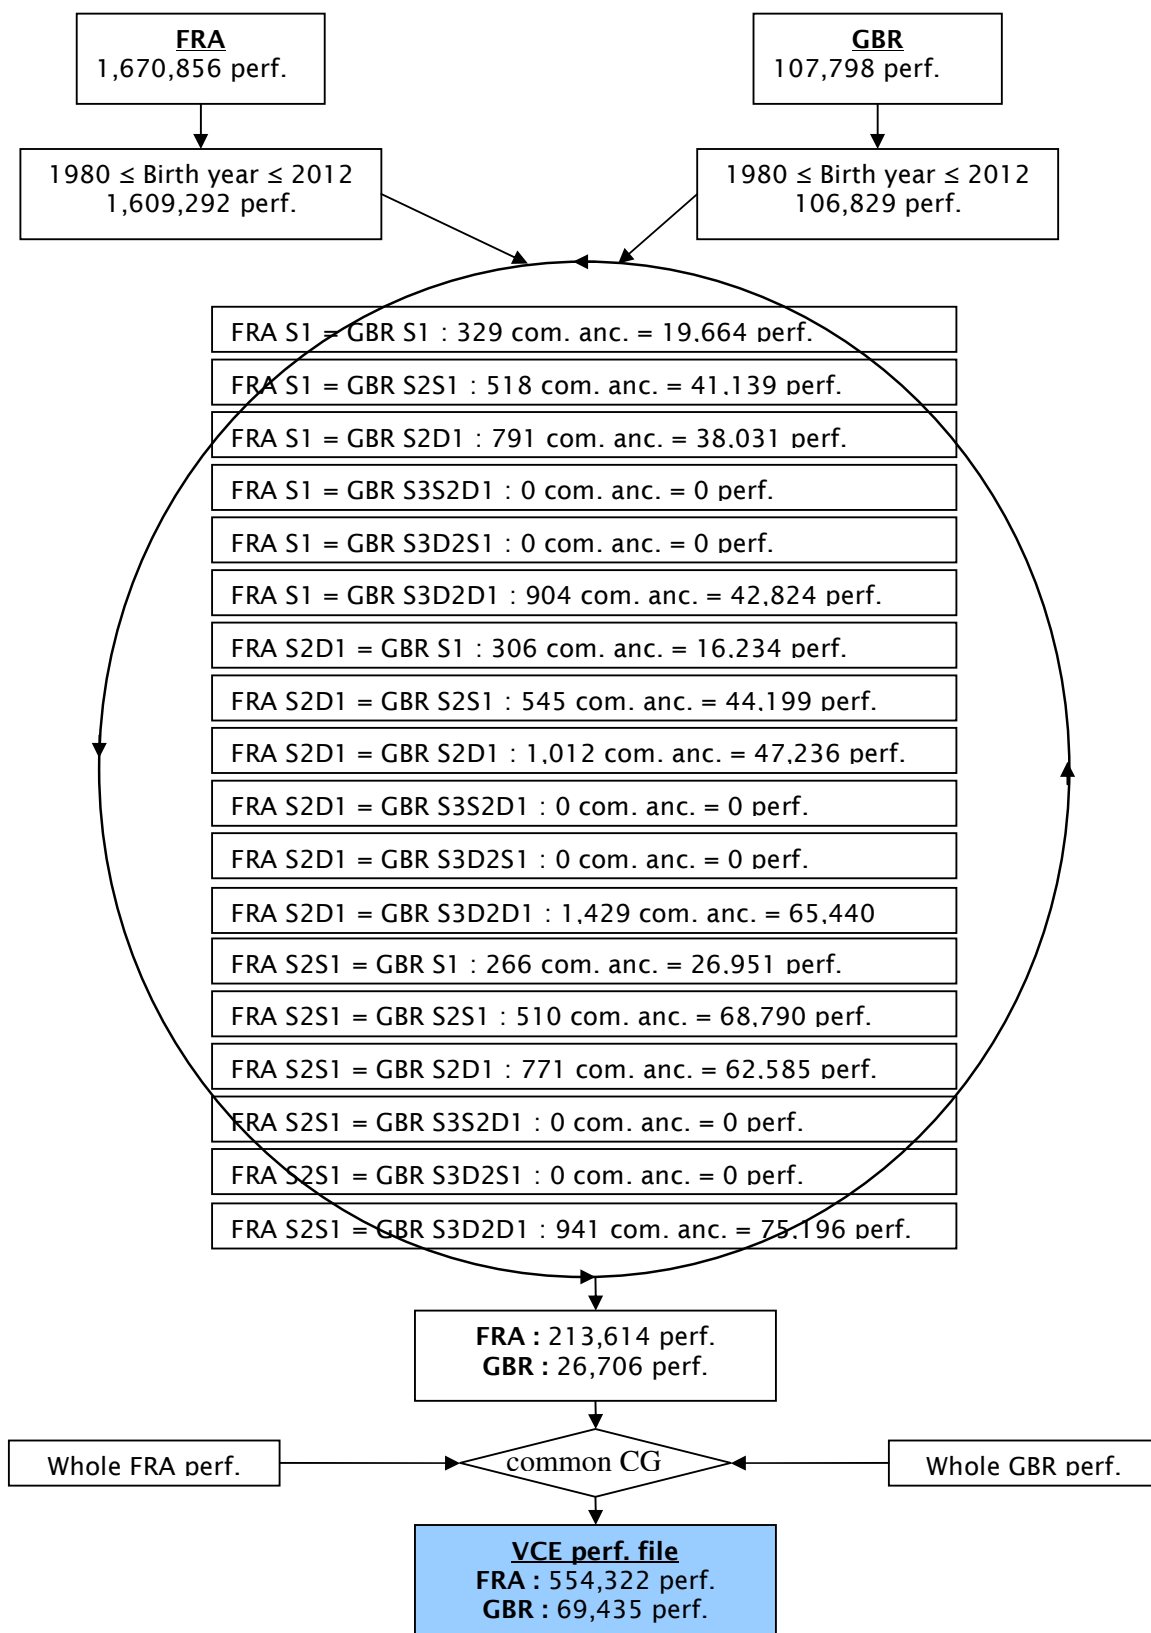 FRA
1,670,856 perf.
GBR
107,798 perf.
1980 ≤ Birth year ≤ 2012
1,609,292 perf.
1980 ≤ Birth year ≤ 2012
106,829 perf.
FRA S1 = GBR S1 : 329 com. anc. = 19,664 perf.
FRA S1 = GBR S2S1 : 518 com. anc. = 41,139 perf.
FRA S1 = GBR S2D1 : 791 com. anc. = 38,031 perf.
FRA S1 = GBR S3S2D1 : 0 com. anc. = 0 perf.
FRA S1 = GBR S3D2S1 : 0 com. anc. = 0 perf.
FRA S1 = GBR S3D2D1 : 904 com. anc. = 42,824 perf.
FRA S2D1 = GBR S1 : 306 com. anc. = 16,234 perf.
FRA S2D1 = GBR S2S1 : 545 com. anc. = 44,199 perf.
FRA S2D1 = GBR S2D1 : 1,012 com. anc. = 47,236 perf.
FRA S2D1 = GBR S3S2D1 : 0 com. anc. = 0 perf.
FRA S2D1 = GBR S3D2S1 : 0 com. anc. = 0 perf.
FRA S2D1 = GBR S3D2D1 : 1,429 com. anc. = 65,440
FRA S2S1 = GBR S1 : 266 com. anc. = 26,951 perf.
FRA S2S1 = GBR S2S1 : 510 com. anc. = 68,790 perf.
FRA S2S1 = GBR S2D1 : 771 com. anc. = 62,585 perf.
FRA S2S1 = GBR S3S2D1 : 0 com. anc. = 0 perf.
FRA S2S1 = GBR S3D2S1 : 0 com. anc. = 0 perf.
FRA S2S1 = GBR S3D2D1 : 941 com. anc. = 75,196 perf.
FRA : 213,614 perf.
GBR : 26,706 perf.
Whole FRA perf.
common CG
Whole GBR perf.
VCE perf. file
FRA : 554,322 perf.
GBR : 69,435 perf.